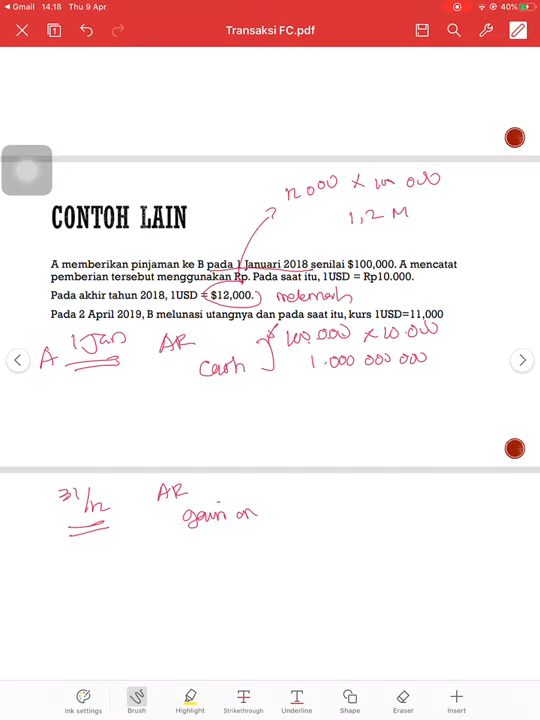 Gmail 14.18 Thu 9 Apr 40%
1
Transaksi FC.pdf
12 000 x 100 000
1,2 M
CONTOH LAIN
A memberikan pinjaman ke B pada 1 Januari 2018 senilai $100,000. A mencatat
pemberian tersebut menggunakan Rp. Pada saat itu, 1USD = Rp10.000.
Pada akhir tahun 2018, 1USD = $12,000. melemah
Pada 2 April 2019, B melunasi utangnya dan pada saat itu, kurs 1USD=11,000
A 1 Jan AR 100.000 x 10.000
cash 1.000 000 000
31/12 AR
gain on
Ink settings Brush Highlight Strikethrough Underline Shape Eraser Insert